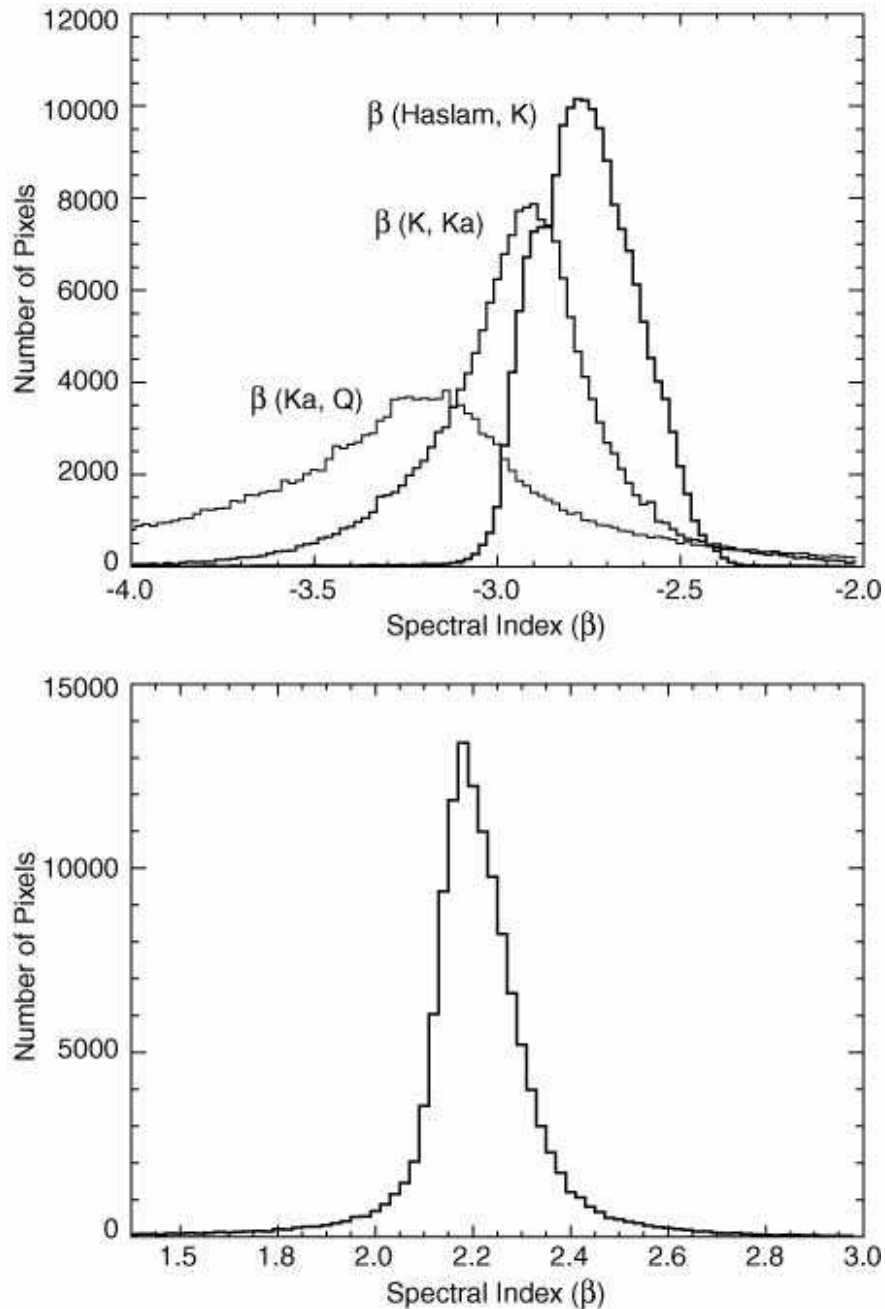 12000
10000
8000
6000
4000
2000
0
Number of Pixels
β (Haslam, K)
β (K, Ka)
β (Ka, Q)
-4.0 -3.5 -3.0 -2.5 -2.0
Spectral Index (β)
15000
10000
5000
0
Number of Pixels
1.5 1.8 2.0 2.2 2.4 2.6 2.8 3.0
Spectral Index (β)